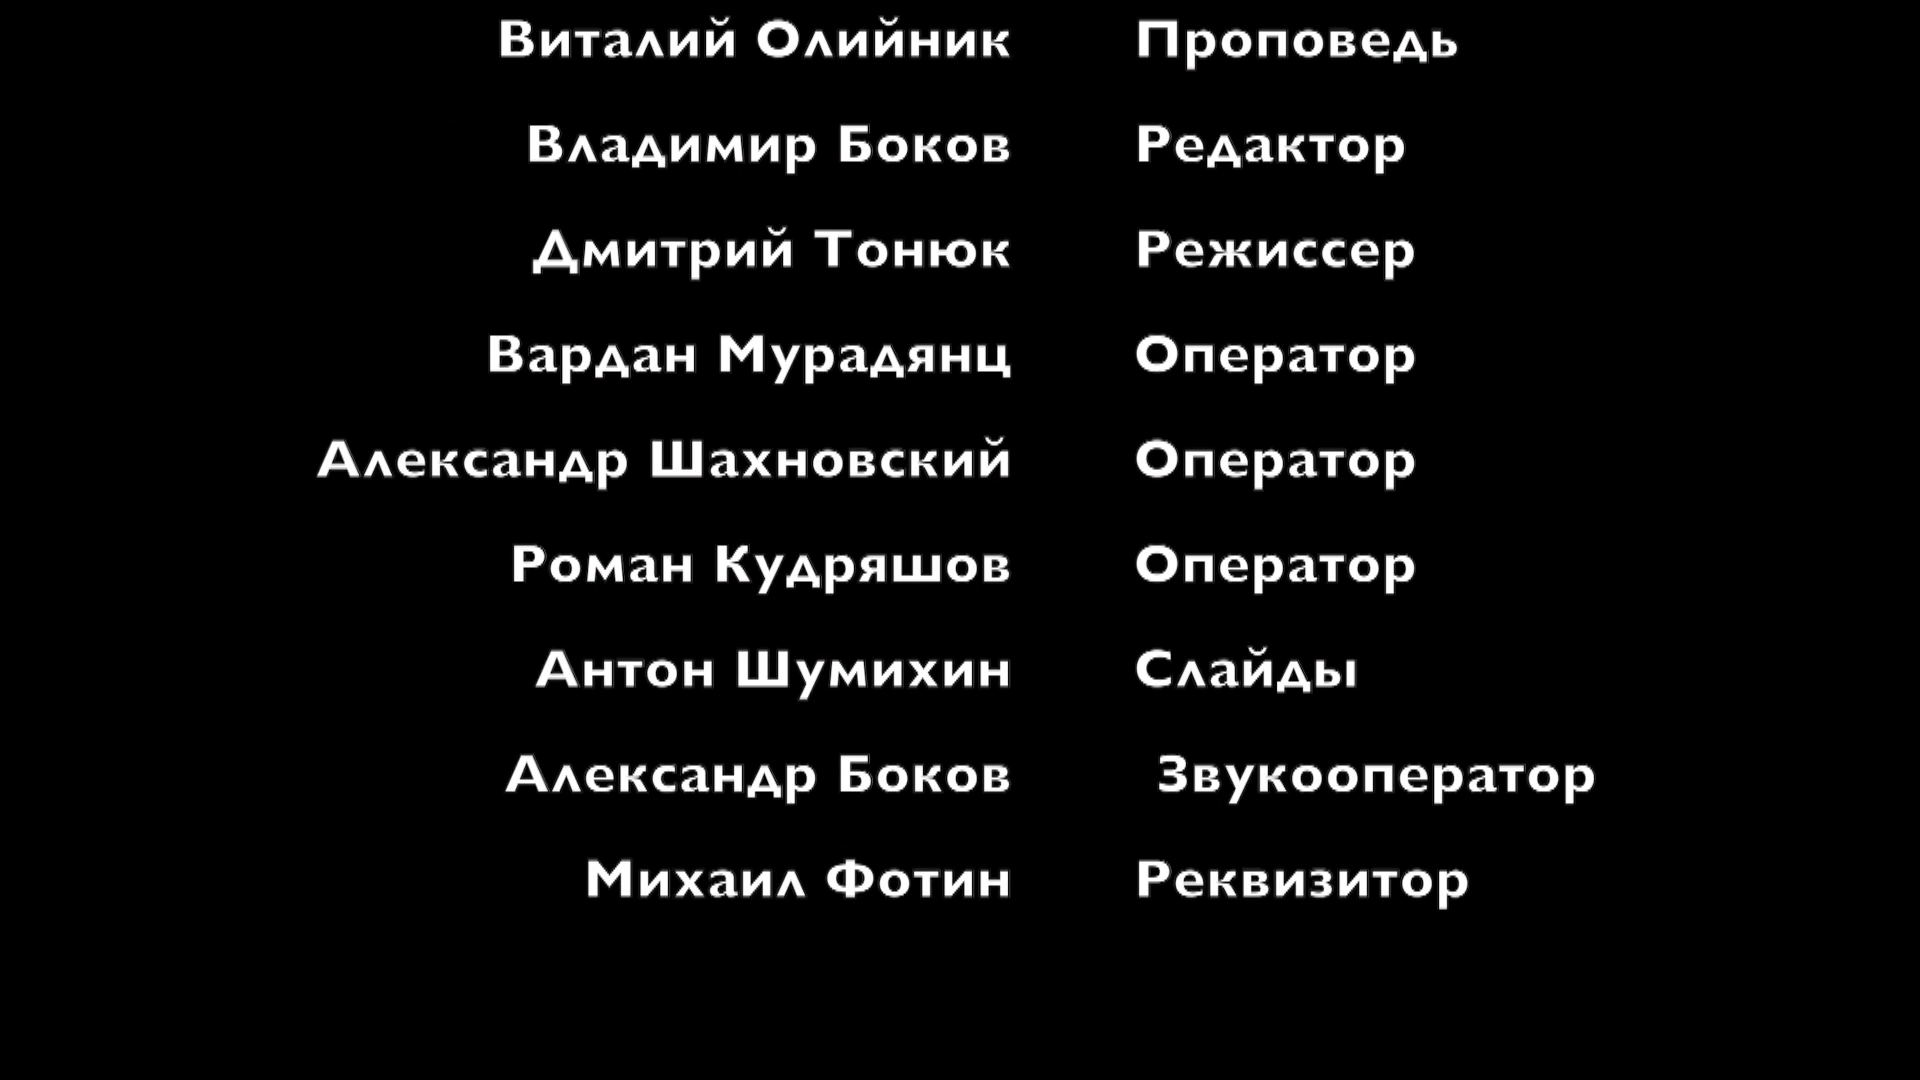 Виталий Олийник Проповедь
Владимир Боков Редактор
Дмитрий Тонюк Режиссер
Вардан Мурадянц Оператор
Александр Шахновский Оператор
Роман Кудряшов Оператор
Антон Шумихин Слайды
Александр Боков Звукооператор
Михаил Фотин Реквизитор